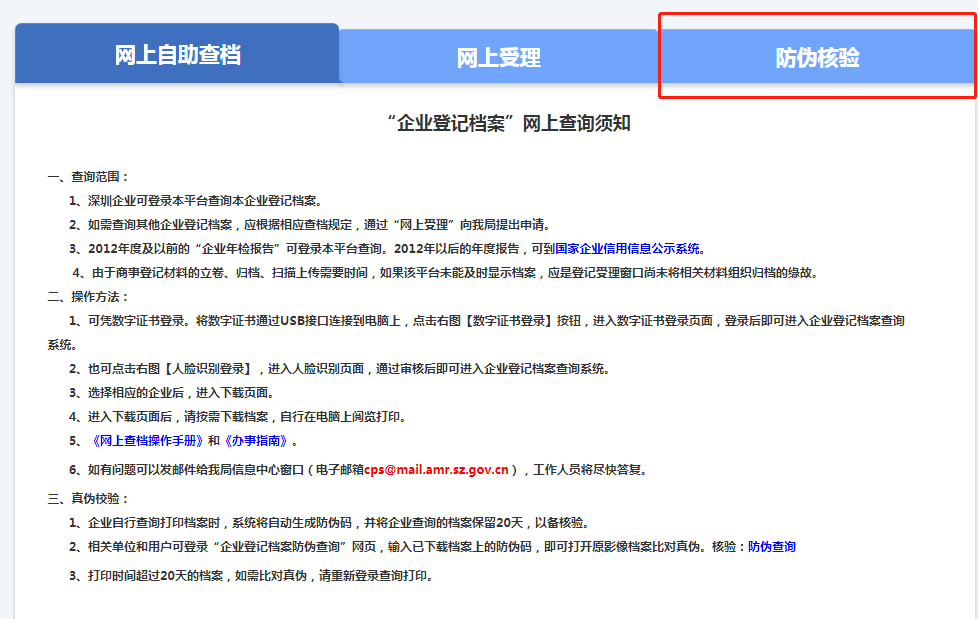 网上自助查档
网上受理
防伪核验
“企业登记档案”网上查询须知
一、查询范围：
1、深圳企业可登录本平台查询本企业登记档案。
2、如需查询其他企业登记档案，应根据相应查档规定，通过“网上受理”向我局提出申请。
3、2012年度及以前的“企业年检报告”可登录本平台查询。2012年以后的年度报告，可到国家企业信用信息公示系统。
4、由于商事登记材料的立卷、归档、扫描上传需要时间，如果该平台未能及时显示档案，应是登记受理窗口尚未将相关材料组织归档的缘故。
二、操作方法：
1、可凭数字证书登录。将数字证书通过USB接口连接到电脑上，点击右图【数字证书登录】按钮，进入数字证书登录页面，登录后即可进入企业登记档案查询
系统。
2、也可点击右图【人脸识别登录】，进入人脸识别页面，通过审核后即可进入企业登记档案查询系统。
3、选择相应的企业后，进入下载页面。
4、进入下载页面后，请按需下载档案，自行在电脑上阅览打印。
5、《网上查档操作手册》和《办事指南》。
6、如有问题可以发邮件给我局信息中心窗口（电子邮箱cps@mail.amr.sz.gov.cn），工作人员将尽快答复。
三、真伪校验：
1、企业自行查询打印档案时，系统将自动生成防伪码，并将企业查询的档案保留20天，以备核验。
2、相关单位和用户可登录“企业登记档案防伪查询”网页，输入已下载档案上的防伪码，即可打开原影像档案比对真伪。核验：防伪查询
3、打印时间超过20天的档案，如需比对真伪，请重新登录查询打印。